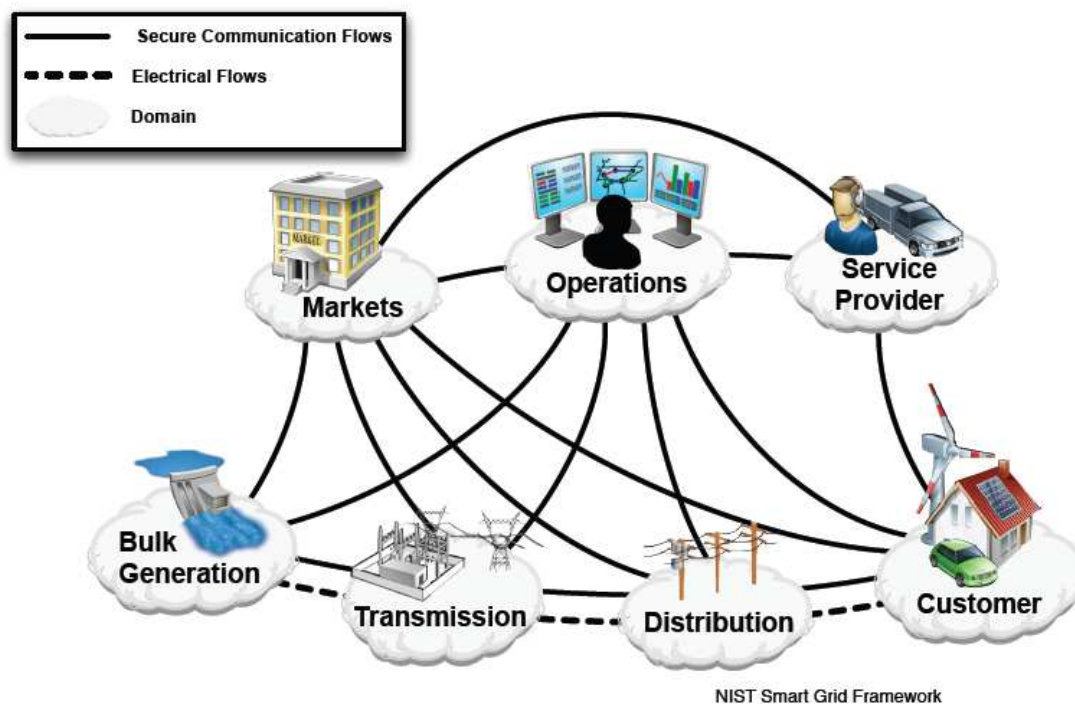 Secure Communication Flows
Electrical Flows
Domain
MARKET
Markets
Operations
Service
Provider
Bulk
Generation
Transmission
Distribution
Customer
NIST Smart Grid Framework